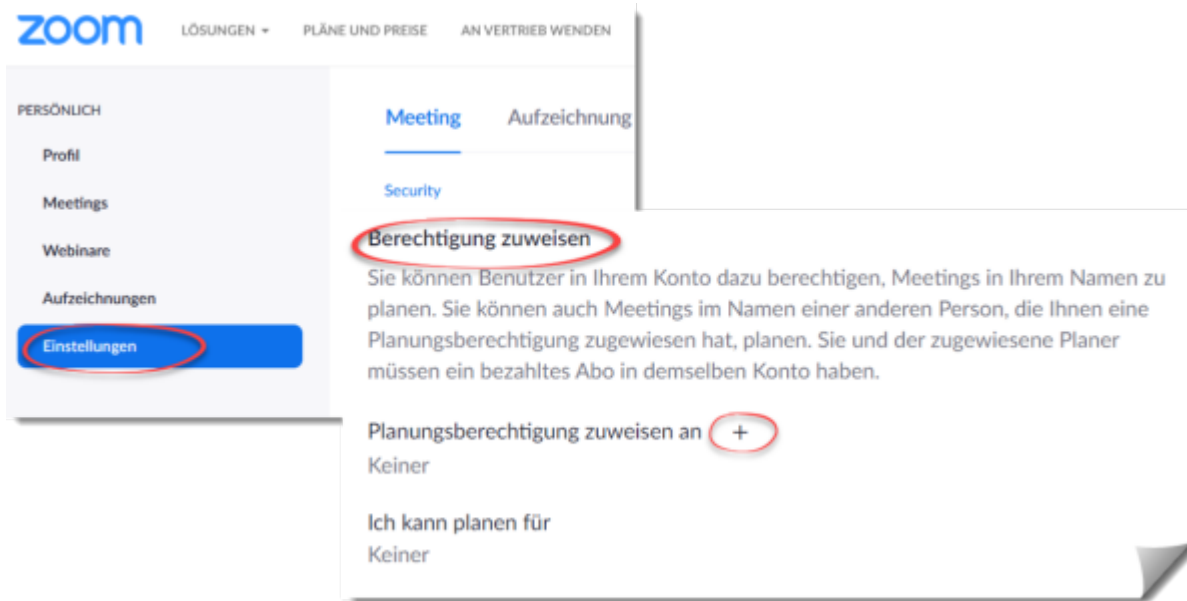 zoom LÖSUNGEN PLÄNE UND PREISE AN VERTRIEB WENDEN
PERSÖNLICH
Profil
Meetings
Webinare
Aufzeichnungen
Einstellungen
Meeting Aufzeichnung
Security
Berechtigung zuweisen
Sie können Benutzer in Ihrem Konto dazu berechtigen, Meetings in Ihrem Namen zu
planen. Sie können auch Meetings im Namen einer anderen Person, die Ihnen eine
Planungsberechtigung zugewiesen hat, planen. Sie und der zugewiesene Planer
müssen ein bezahltes Abo in demselben Konto haben.
Planungsberechtigung zuweisen an +
Keiner
Ich kann planen für
Keiner